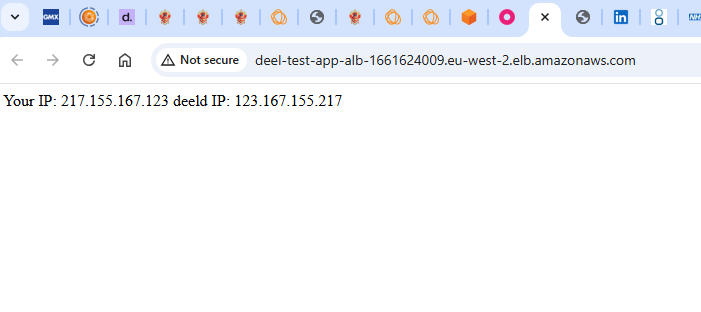 GMX d. NHS
Not secure deel-test-app-alb-1661624009.eu-west-2.elb.amazonaws.com
Your IP: 217.155.167.123 deeld IP: 123.167.155.217